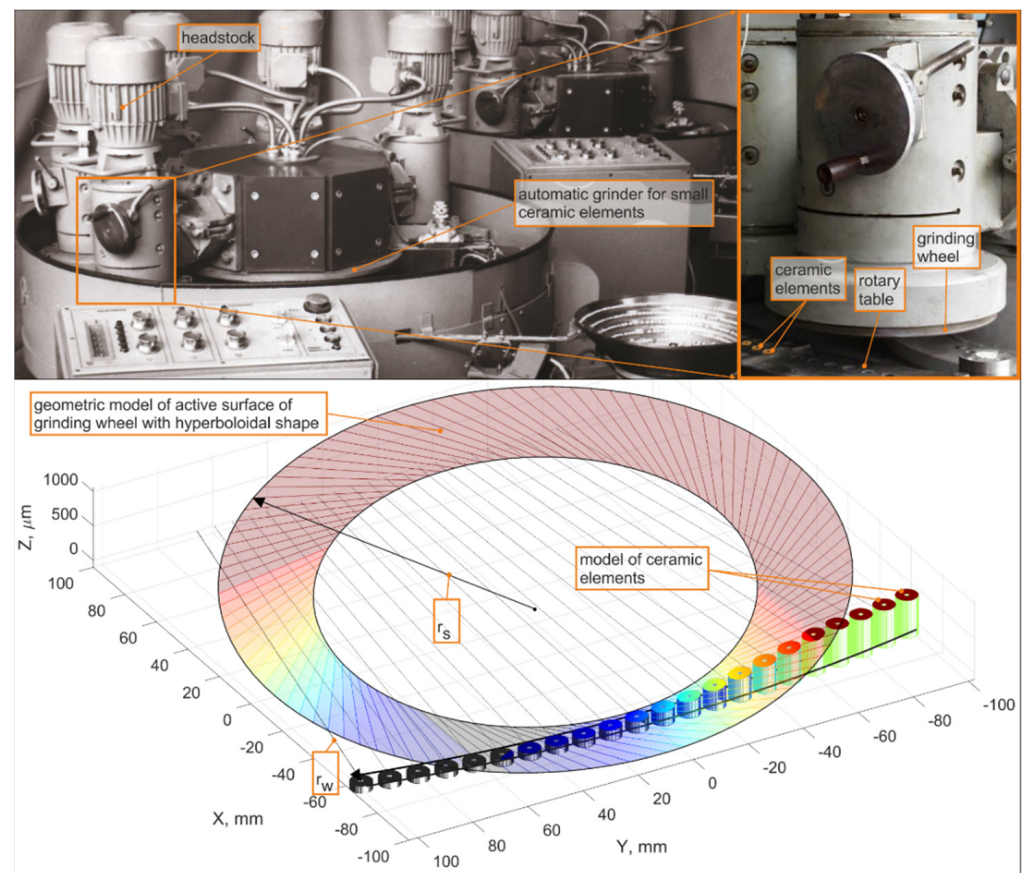 headstock
automatic grinder for small
ceramic elements
grinding
wheel
ceramic
elements
rotary
table
geometric model of active surface of
grinding wheel with hyperboloidal shape
model of ceramic
elements
r_s
r_w
Z, μm
1000
500
0
100
80
60
40
20
0
-20
-40
-60
-80
-100
X, mm
100
80
60
40
20
0
-20
-40
-60
-80
-100
Y, mm